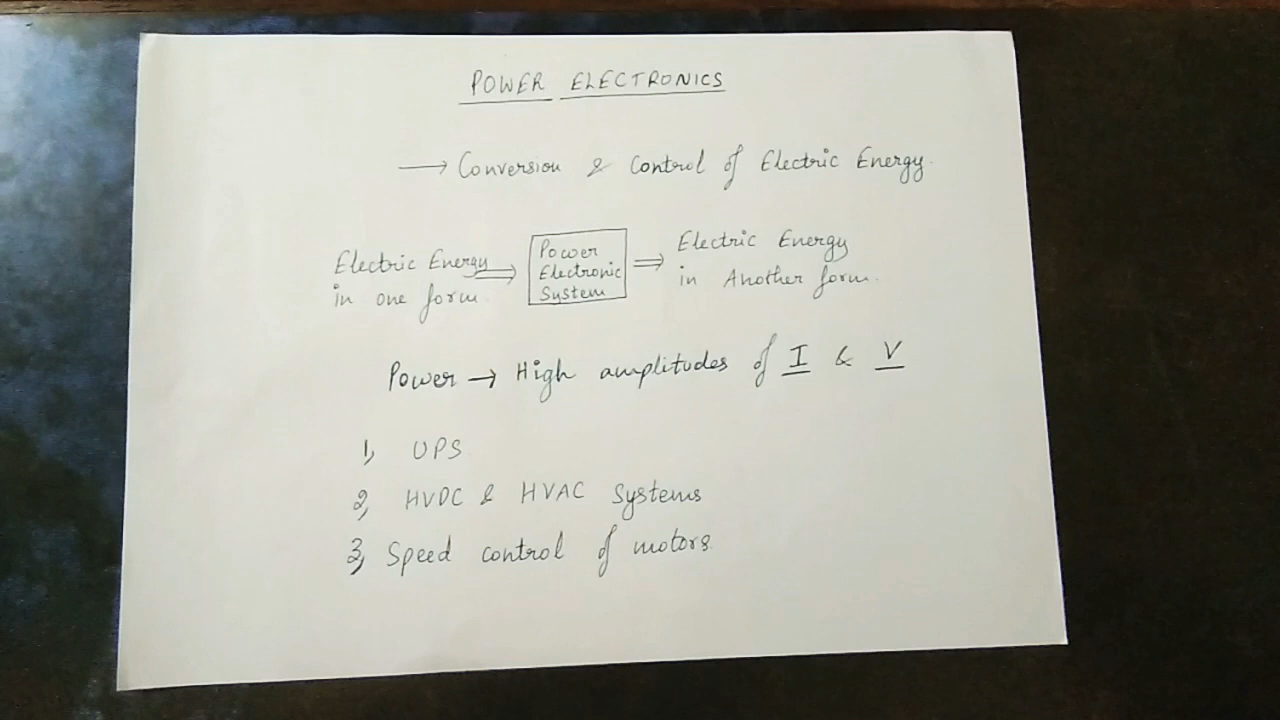 POWER ELECTRONICS
→ Conversion & Control of Electric Energy.
Electric Energy
in one form.
⇒
Power
Electronic
System
⇒
Electric Energy
in Another form.
Power → High amplitudes of I & V
1, UPS
2, HVDC & HVAC Systems
3, Speed control of motors.